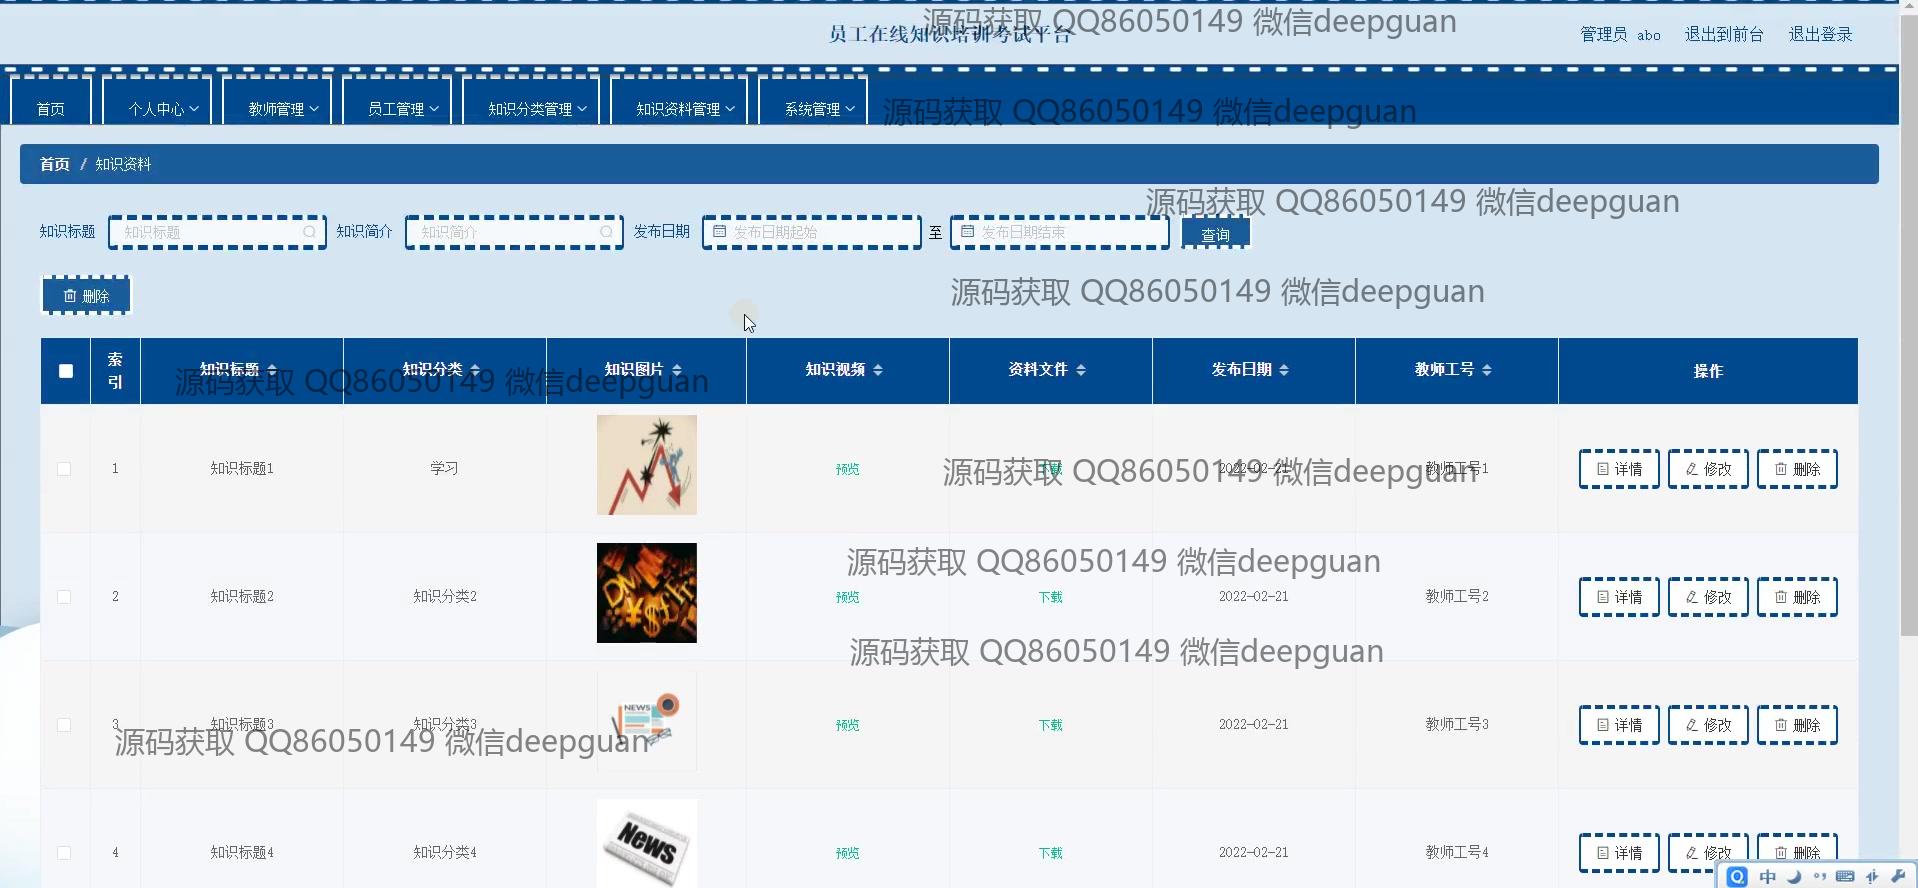 源码获取 QQ86050149 微信deepguan
员工在线知识培训考试平台
管理员 abo 退出到前台 退出登录
首页 个人中心 教师管理 员工管理 知识分类管理 知识资料管理 系统管理
源码获取 QQ86050149 微信deepguan
首页 / 知识资料
源码获取 QQ86050149 微信deepguan
知识标题 知识标题 知识简介 知识简介 发布日期 发布日期起始 至 发布日期结束 查询
删除
源码获取 QQ86050149 微信deepguan
索引 知识标题 知识分类 知识图片 知识视频 资料文件 发布日期 教师工号 操作
源码获取 QQ86050149 微信deepguan
1 知识标题1 学习 预览 下载 2022-02-21 教师工号1 详情 修改 删除
源码获取 QQ86050149 微信deepguan
源码获取 QQ86050149 微信deepguan
2 知识标题2 知识分类2 预览 下载 2022-02-21 教师工号2 详情 修改 删除
源码获取 QQ86050149 微信deepguan
NEWS
3 知识标题3 知识分类3 预览 下载 2022-02-21 教师工号3 详情 修改 删除
源码获取 QQ86050149 微信deepguan
News
4 知识标题4 知识分类4 预览 下载 2022-02-21 教师工号4 详情 修改 删除
中